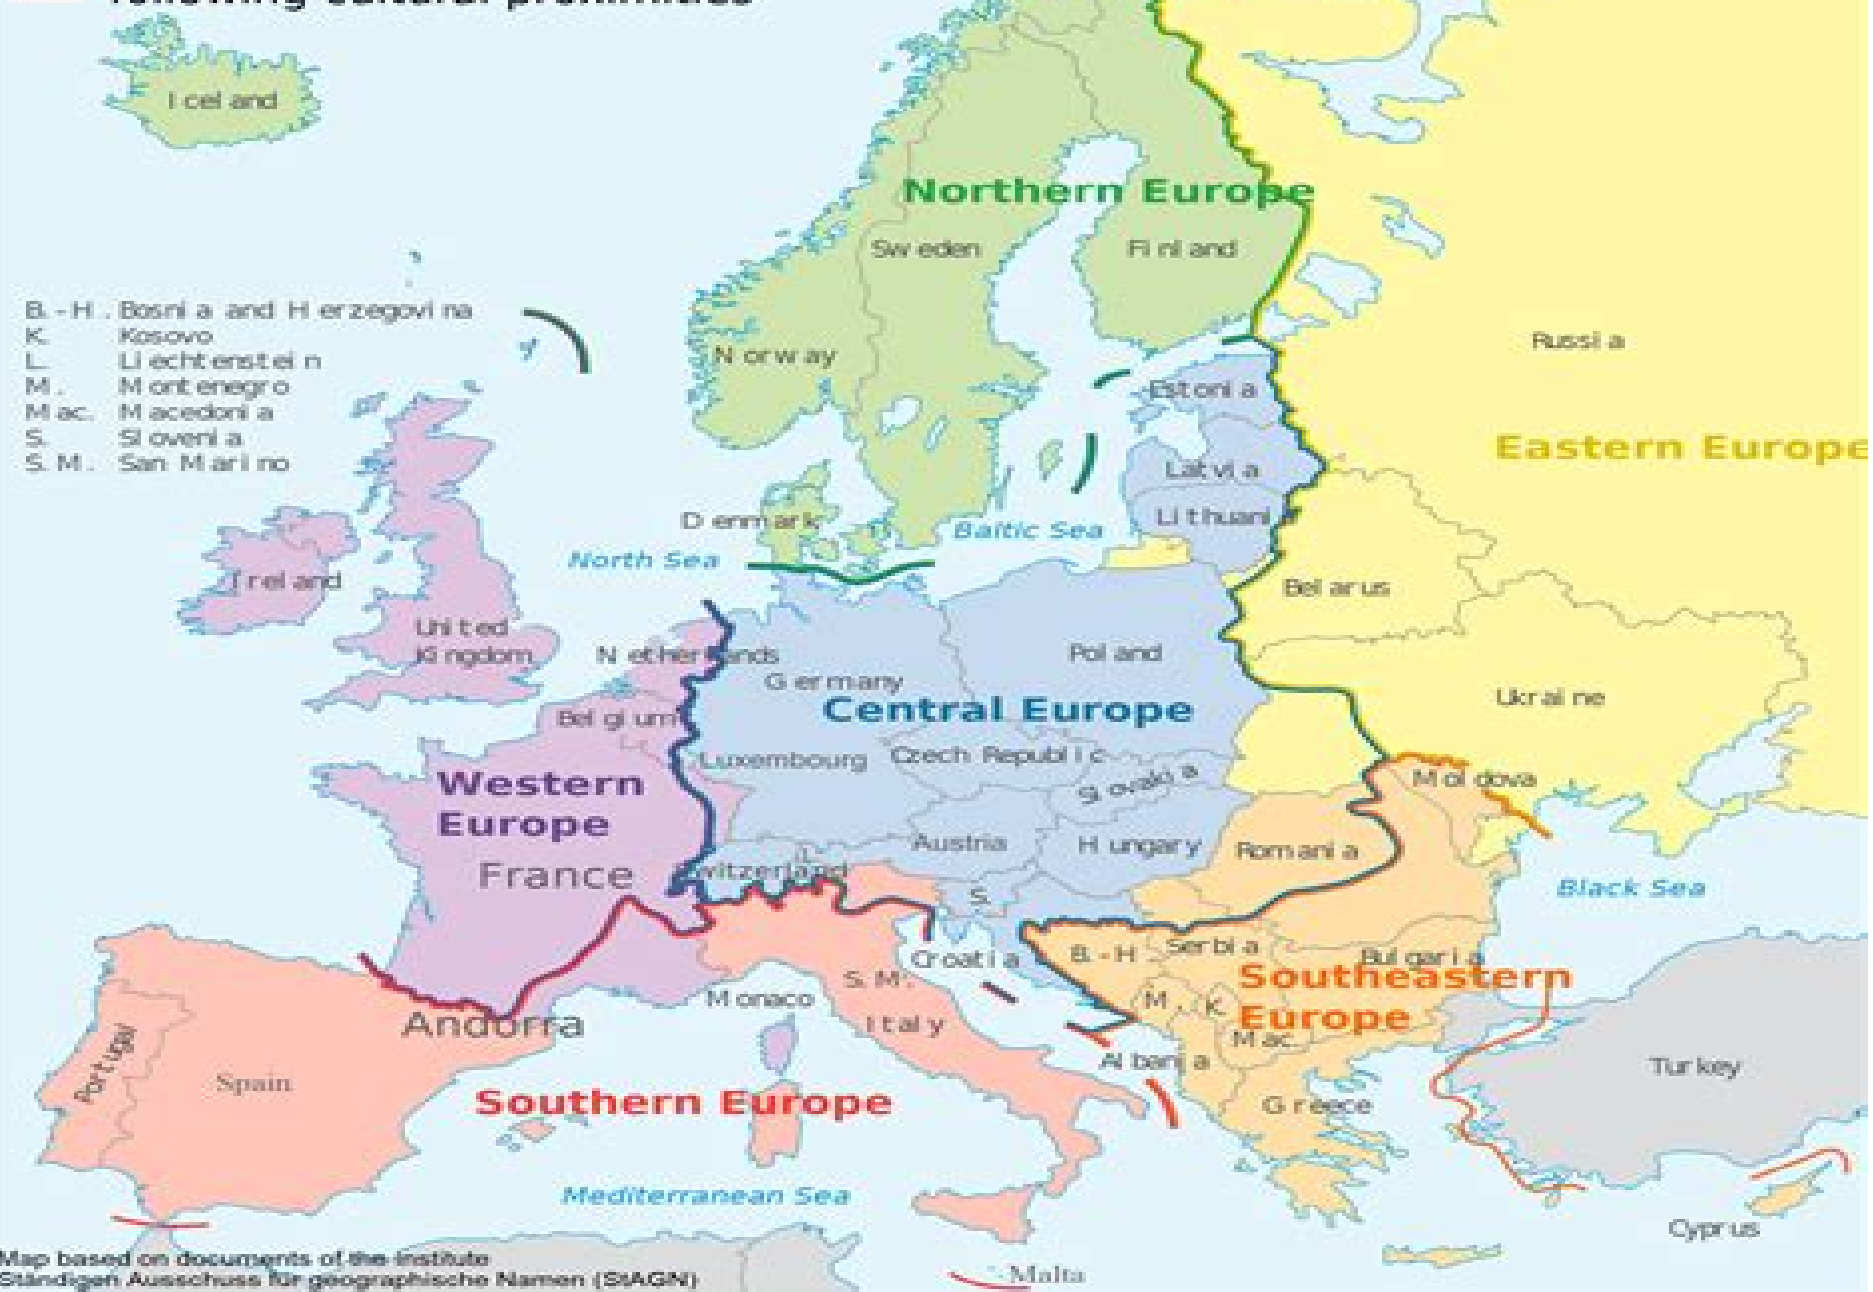 following cultural proximities
Iceland
Northern Europe
Sweden
Finland
B.-H. Bosnia and Herzegovina
K. Kosovo
L. Liechtenstein
M. Montenegro
Mac. Macedonia
S. Slovenia
S.M. San Marino
Norway
Russia
Estonia
Eastern Europe
Latvia
Lithuani
Denmark
Baltic Sea
North Sea
Ireland
Belarus
United
Kingdom
Netherlands
Poland
Germany
Ukraine
Central Europe
Belgium
Luxembourg
Czech Republic
Slovakia
Moldova
Western
Europe
Austria
Hungary
Romania
France
Switzerland
L.
S.
Black Sea
Croatia
B.-H
Serbia
Bulgaria
S.M.
Southeastern
Europe
Monaco
M.
K.
Andorra
Italy
Mac.
Portugal
Spain
Albania
Turkey
Southern Europe
Greece
Mediterranean Sea
Cyprus
Malta
Map based on documents of the institute
Ständigen Ausschuss für geographische Namen (StAGN)